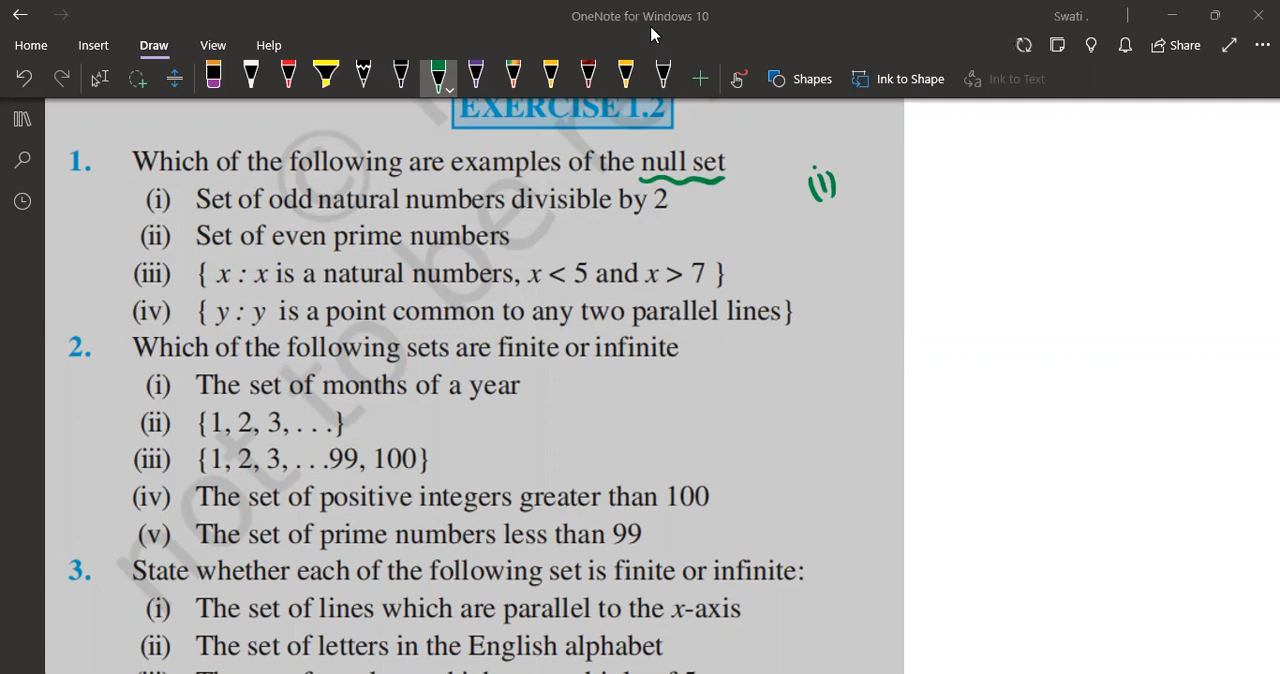 OneNote for Windows 10
Swati .
Home Insert Draw View Help
Share
Shapes
Ink to Shape
Ink to Text
EXERCISE 1.2
1. Which of the following are examples of the null set
(i) Set of odd natural numbers divisible by 2
(i)
(ii) Set of even prime numbers
(iii) { x : x is a natural numbers, x < 5 and x > 7 }
(iv) { y : y is a point common to any two parallel lines}
2. Which of the following sets are finite or infinite
(i) The set of months of a year
(ii) {1, 2, 3, . . .}
(iii) {1, 2, 3, . . .99, 100}
(iv) The set of positive integers greater than 100
(v) The set of prime numbers less than 99
3. State whether each of the following set is finite or infinite:
(i) The set of lines which are parallel to the x-axis
(ii) The set of letters in the English alphabet
not to be re